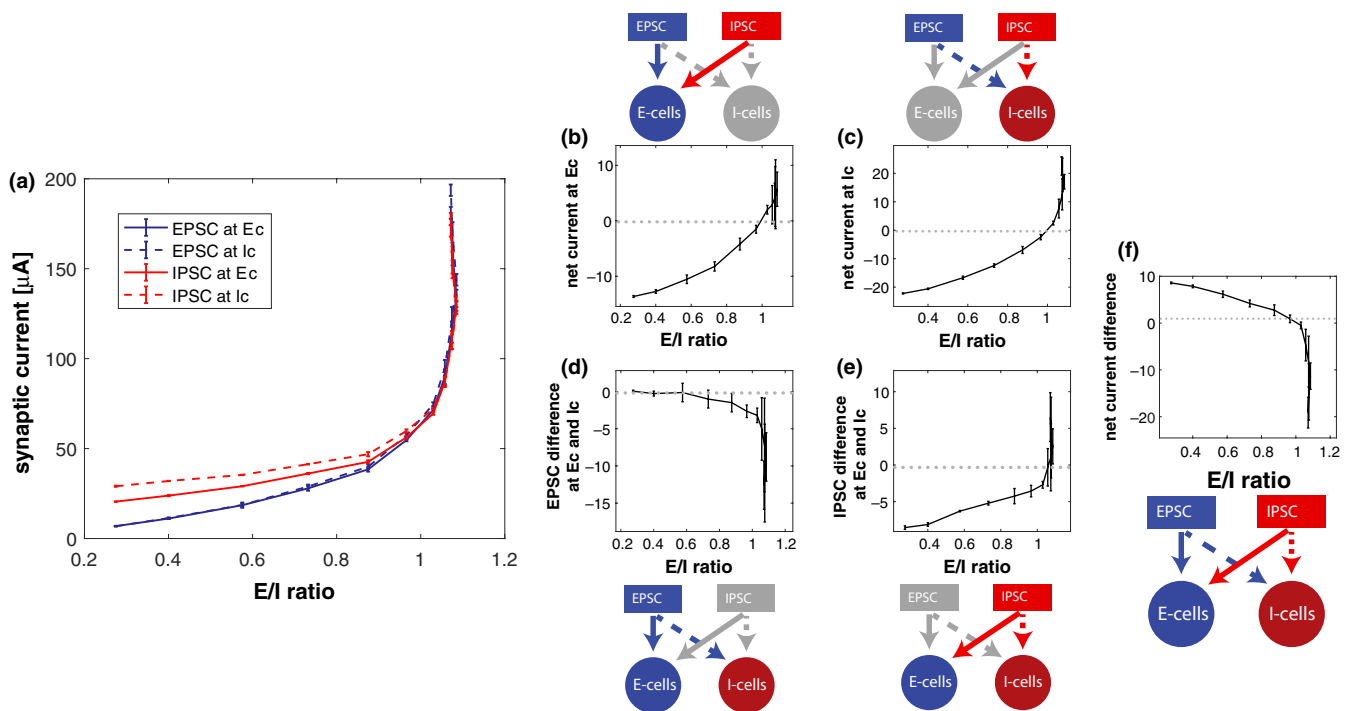 EPSC
IPSC
E-cells
I-cells
EPSC
IPSC
E-cells
I-cells
(a)
synaptic current [μA]
200
150
100
50
0
0.2
0.4
0.6
0.8
1
1.2
E/I ratio
EPSC at Ec
EPSC at Ic
IPSC at Ec
IPSC at Ic
(b)
net current at Ec
10
0
−10
0.2
0.4
0.6
0.8
1
E/I ratio
(c)
net current at Ic
20
10
0
−10
−20
0.2
0.4
0.6
0.8
1
E/I ratio
(d)
EPSC difference
at Ec and Ic
0
−5
−10
−15
0.2
0.4
0.6
0.8
1
1.2
E/I ratio
EPSC
IPSC
E-cells
I-cells
(e)
IPSC difference
at Ec and Ic
10
5
0
−5
0.2
0.4
0.6
0.8
1
E/I ratio
EPSC
IPSC
E-cells
I-cells
(f)
net current difference
10
0
−10
−20
0.2
0.4
0.6
0.8
1
1.2
E/I ratio
EPSC
IPSC
E-cells
I-cells